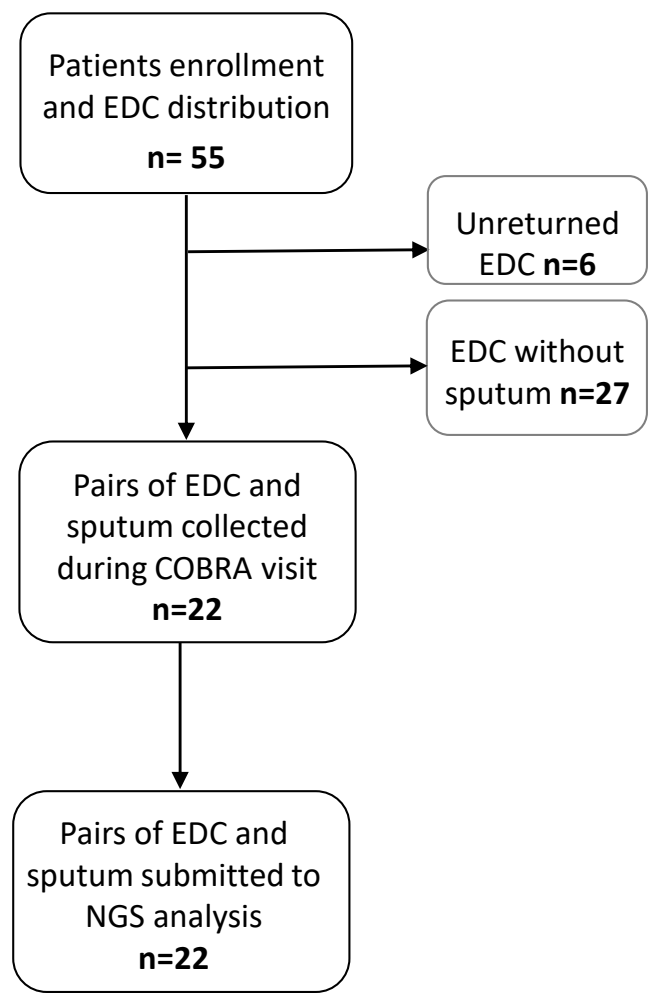 Patients enrollment
and EDC distribution
n= 55
Unreturned
EDC n=6
EDC without
sputum n=27
Pairs of EDC and
sputum collected
during COBRA visit
n=22
Pairs of EDC and
sputum submitted to
NGS analysis
n=22